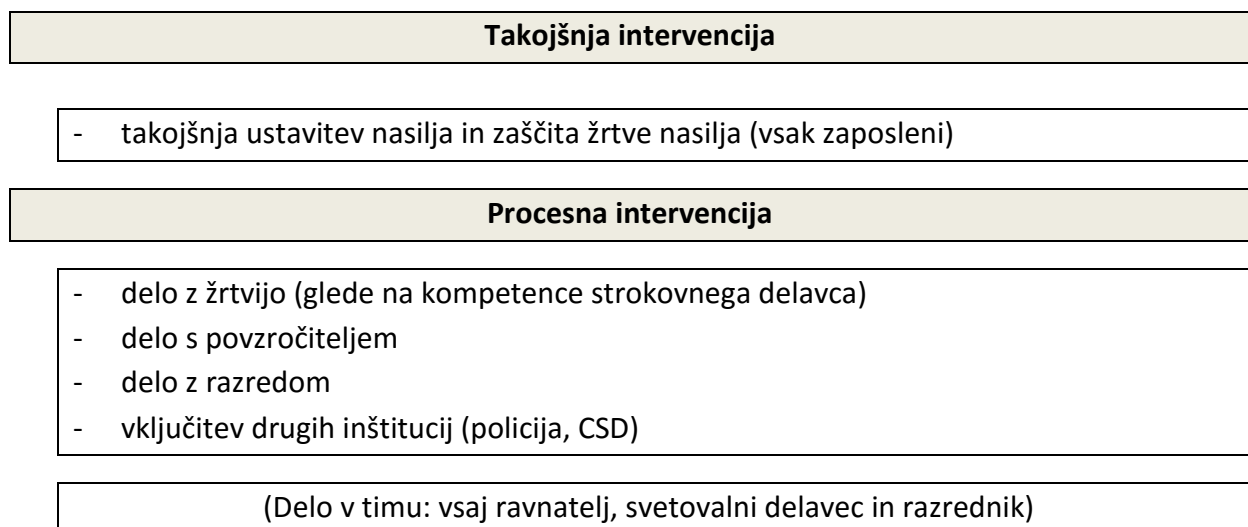 Takojšnja intervencija
- takojšnja ustavitev nasilja in zaščita žrtve nasilja (vsak zaposleni)
Procesna intervencija
- delo z žrtvijo (glede na kompetence strokovnega delavca)
- delo s povzročiteljem
- delo z razredom
- vključitev drugih inštitucij (policija, CSD)
(Delo v timu: vsaj ravnatelj, svetovalni delavec in razrednik)